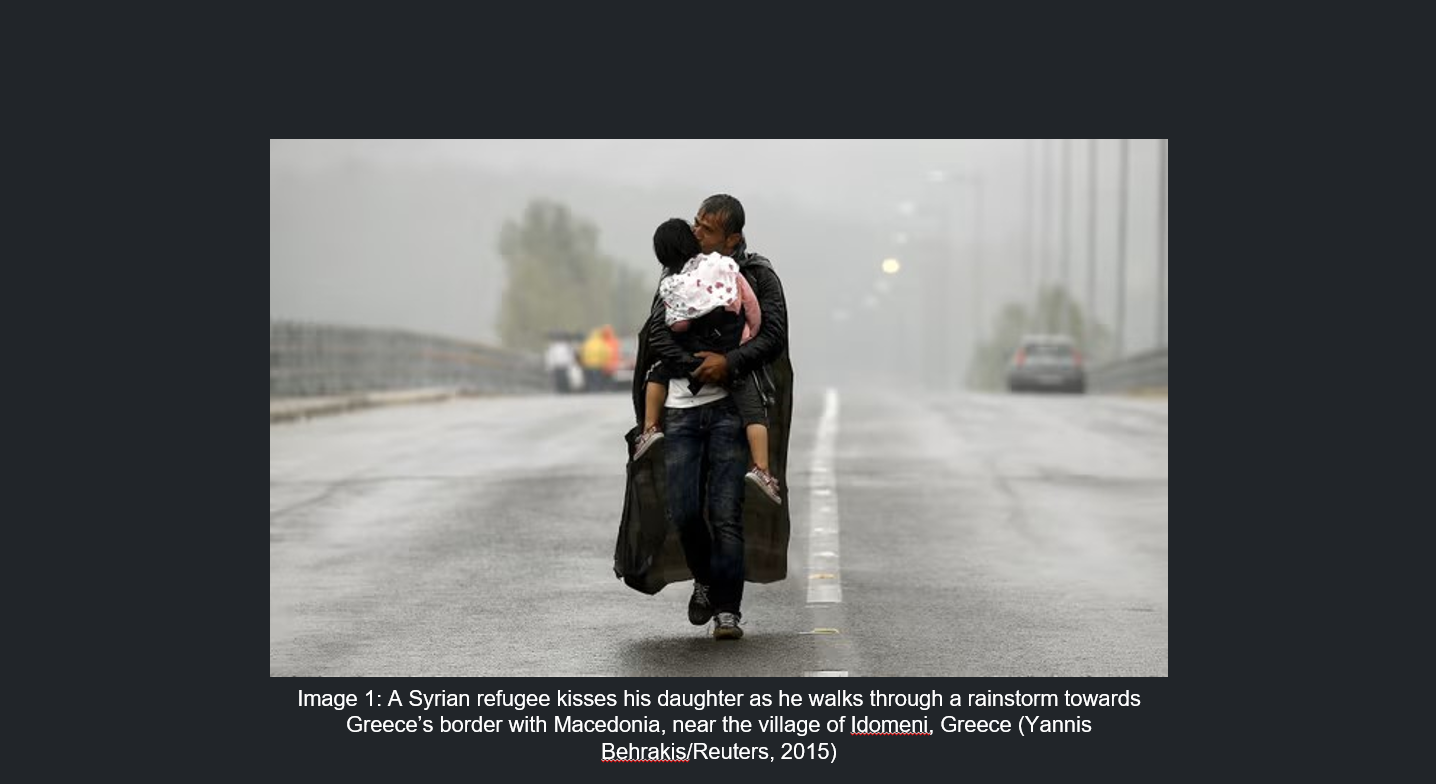 Image 1: A Syrian refugee kisses his daughter as he walks through a rainstorm towards
Greece’s border with Macedonia, near the village of Idomeni, Greece (Yannis
Behrakis/Reuters, 2015)